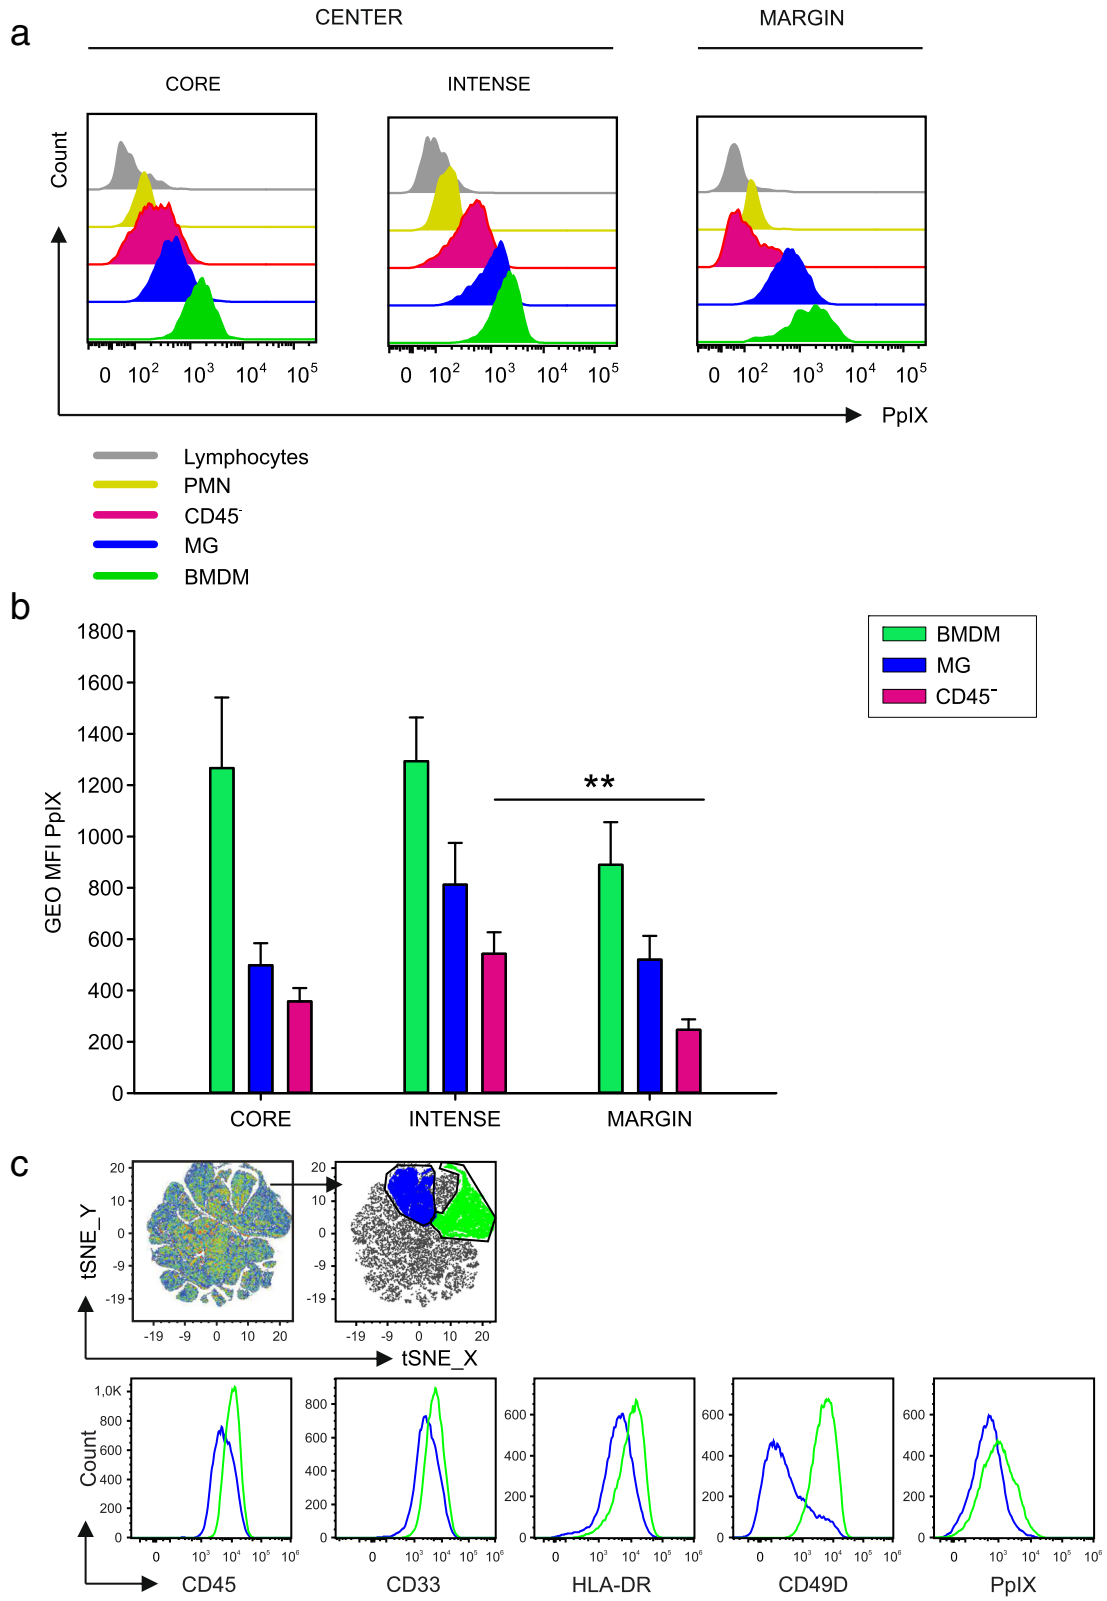 a
CENTER
MARGIN
CORE
INTENSE
Count
0 10² 10³ 10⁴ 10⁵
0 10² 10³ 10⁴ 10⁵
0 10² 10³ 10⁴ 10⁵
PpIX
Lymphocytes
PMN
CD45⁻
MG
BMDM
b
GEO MFI PpIX
1800
1600
1400
1200
1000
800
600
400
200
0
**
BMDM
MG
CD45⁻
CORE
INTENSE
MARGIN
c
tSNE_Y
20
10
0
-9
-19
-19 -9 0 10 20
20
10
0
-9
-19
-19 -9 0 10 20
tSNE_X
Count
1,0K
800
600
400
200
0
0 10³ 10⁴ 10⁵ 10⁶
CD45
800
600
400
200
0
0 10³ 10⁴ 10⁵ 10⁶
CD33
600
400
200
0
0 10³ 10⁴ 10⁵ 10⁶
HLA-DR
600
400
200
0
0 10³ 10⁴ 10⁵ 10⁶
CD49D
600
400
200
0
0 10³ 10⁴ 10⁵ 10⁶
PpIX